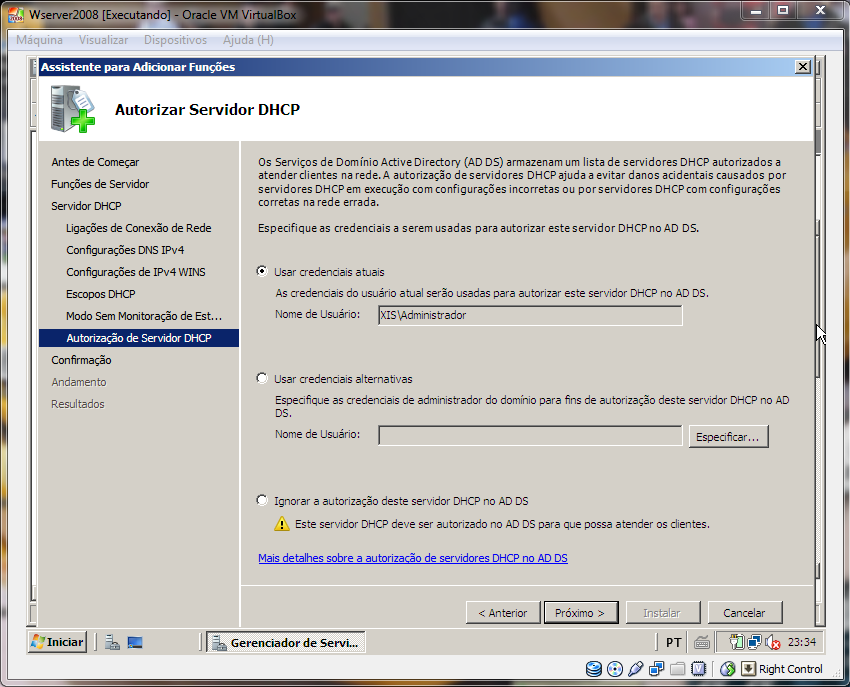 Wserver2008 [Executando] - Oracle VM VirtualBox
Máquina Visualizar Dispositivos Ajuda (H)
Assistente para Adicionar Funções
Autorizar Servidor DHCP
Antes de Começar
Funções de Servidor
Servidor DHCP
Ligações de Conexão de Rede
Configurações DNS IPv4
Configurações de IPv4 WINS
Escopos DHCP
Modo Sem Monitoração de Est...
Autorização de Servidor DHCP
Confirmação
Andamento
Resultados
Os Serviços de Domínio Active Directory (AD DS) armazenam um lista de servidores DHCP autorizados a
atender clientes na rede. A autorização de servidores DHCP ajuda a evitar danos acidentais causados por
servidores DHCP em execução com configurações incorretas ou por servidores DHCP com configurações
corretas na rede errada.
Especifique as credenciais a serem usadas para autorizar este servidor DHCP no AD DS.
Usar credenciais atuais
As credenciais do usuário atual serão usadas para autorizar este servidor DHCP no AD DS.
Nome de Usuário: XIS\Administrador
Usar credenciais alternativas
Especifique as credenciais de administrador do domínio para fins de autorização deste servidor DHCP no AD
DS.
Nome de Usuário: Especificar...
Ignorar a autorização deste servidor DHCP no AD DS
Este servidor DHCP deve ser autorizado no AD DS para que possa atender os clientes.
Mais detalhes sobre a autorização de servidores DHCP no AD DS
< Anterior Próximo > Instalar Cancelar
Iniciar Gerenciador de Servi... PT 23:34
Right Control